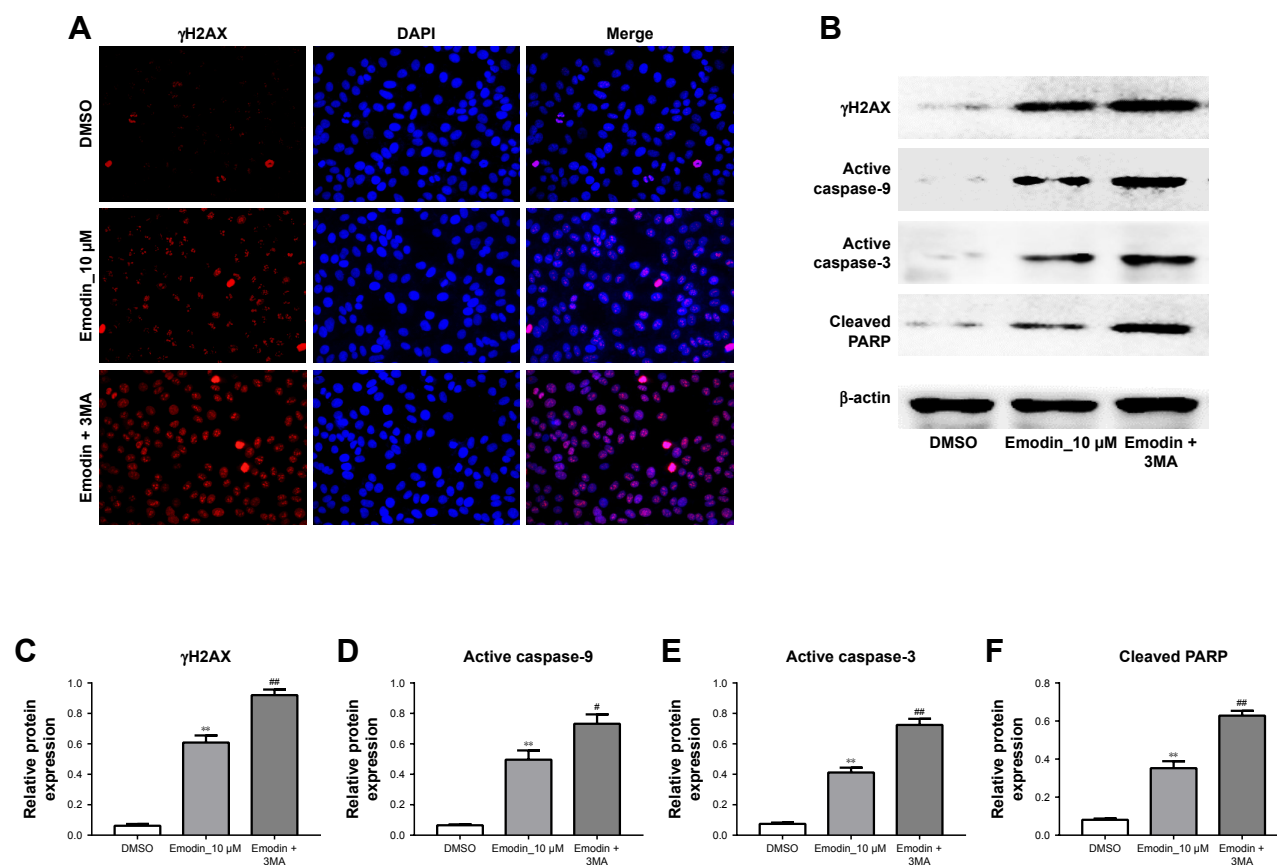 A
γH2AX
DAPI
Merge
DMSO
Emodin_10 µM
Emodin + 3MA
B
γH2AX
Active
caspase-9
Active
caspase-3
Cleaved
PARP
β-actin
DMSO
Emodin_10 µM
Emodin +
3MA
C
γH2AX
Relative protein
expression
1.0
0.8
0.6
0.4
0.2
0.0
**
##
DMSO
Emodin_10 µM
Emodin +
3MA
D
Active caspase-9
Relative protein
expression
1.0
0.8
0.6
0.4
0.2
0.0
**
#
DMSO
Emodin_10 µM
Emodin +
3MA
E
Active caspase-3
Relative protein
expression
1.0
0.8
0.6
0.4
0.2
0.0
**
##
DMSO
Emodin_10 µM
Emodin +
3MA
F
Cleaved PARP
Relative protein
expression
0.8
0.6
0.4
0.2
0.0
**
##
DMSO
Emodin_10 µM
Emodin +
3MA